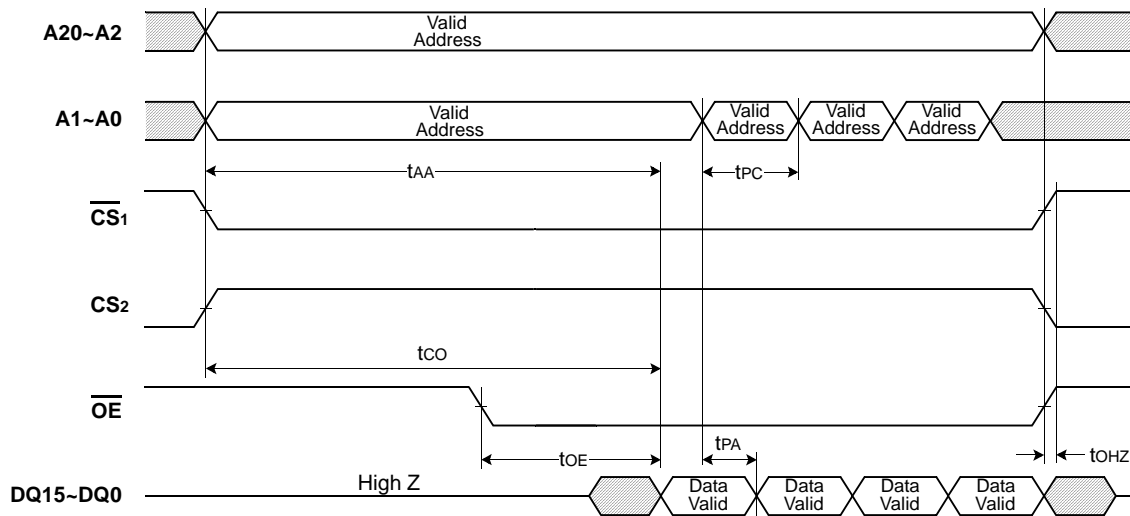 A20~A2
Valid
Address
A1~A0
Valid
Address
Valid
Address
Valid
Address
Valid
Address
tAA
tPC
CS1
CS2
tCO
OE
tOE
tPA
tOHZ
DQ15~DQ0
High Z
Data
Valid
Data
Valid
Data
Valid
Data
Valid